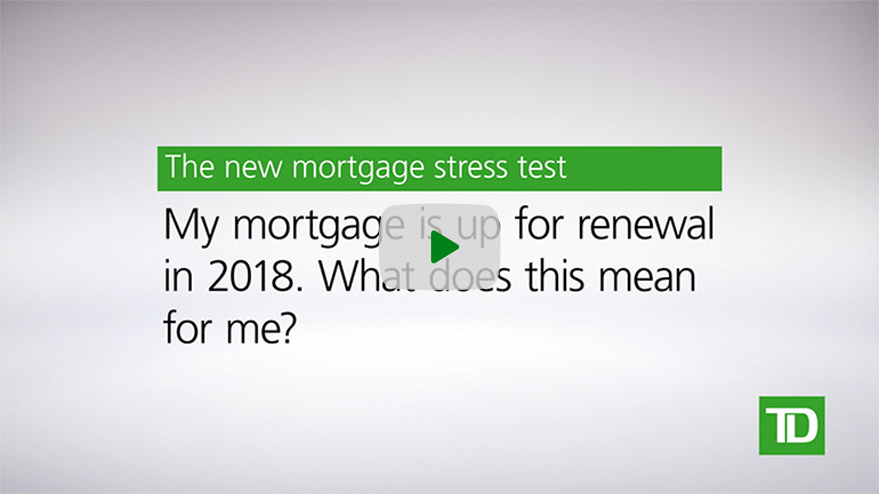 The new mortgage stress test
My mortgage is up for renewal
in 2018. What does this mean
for me?
TD